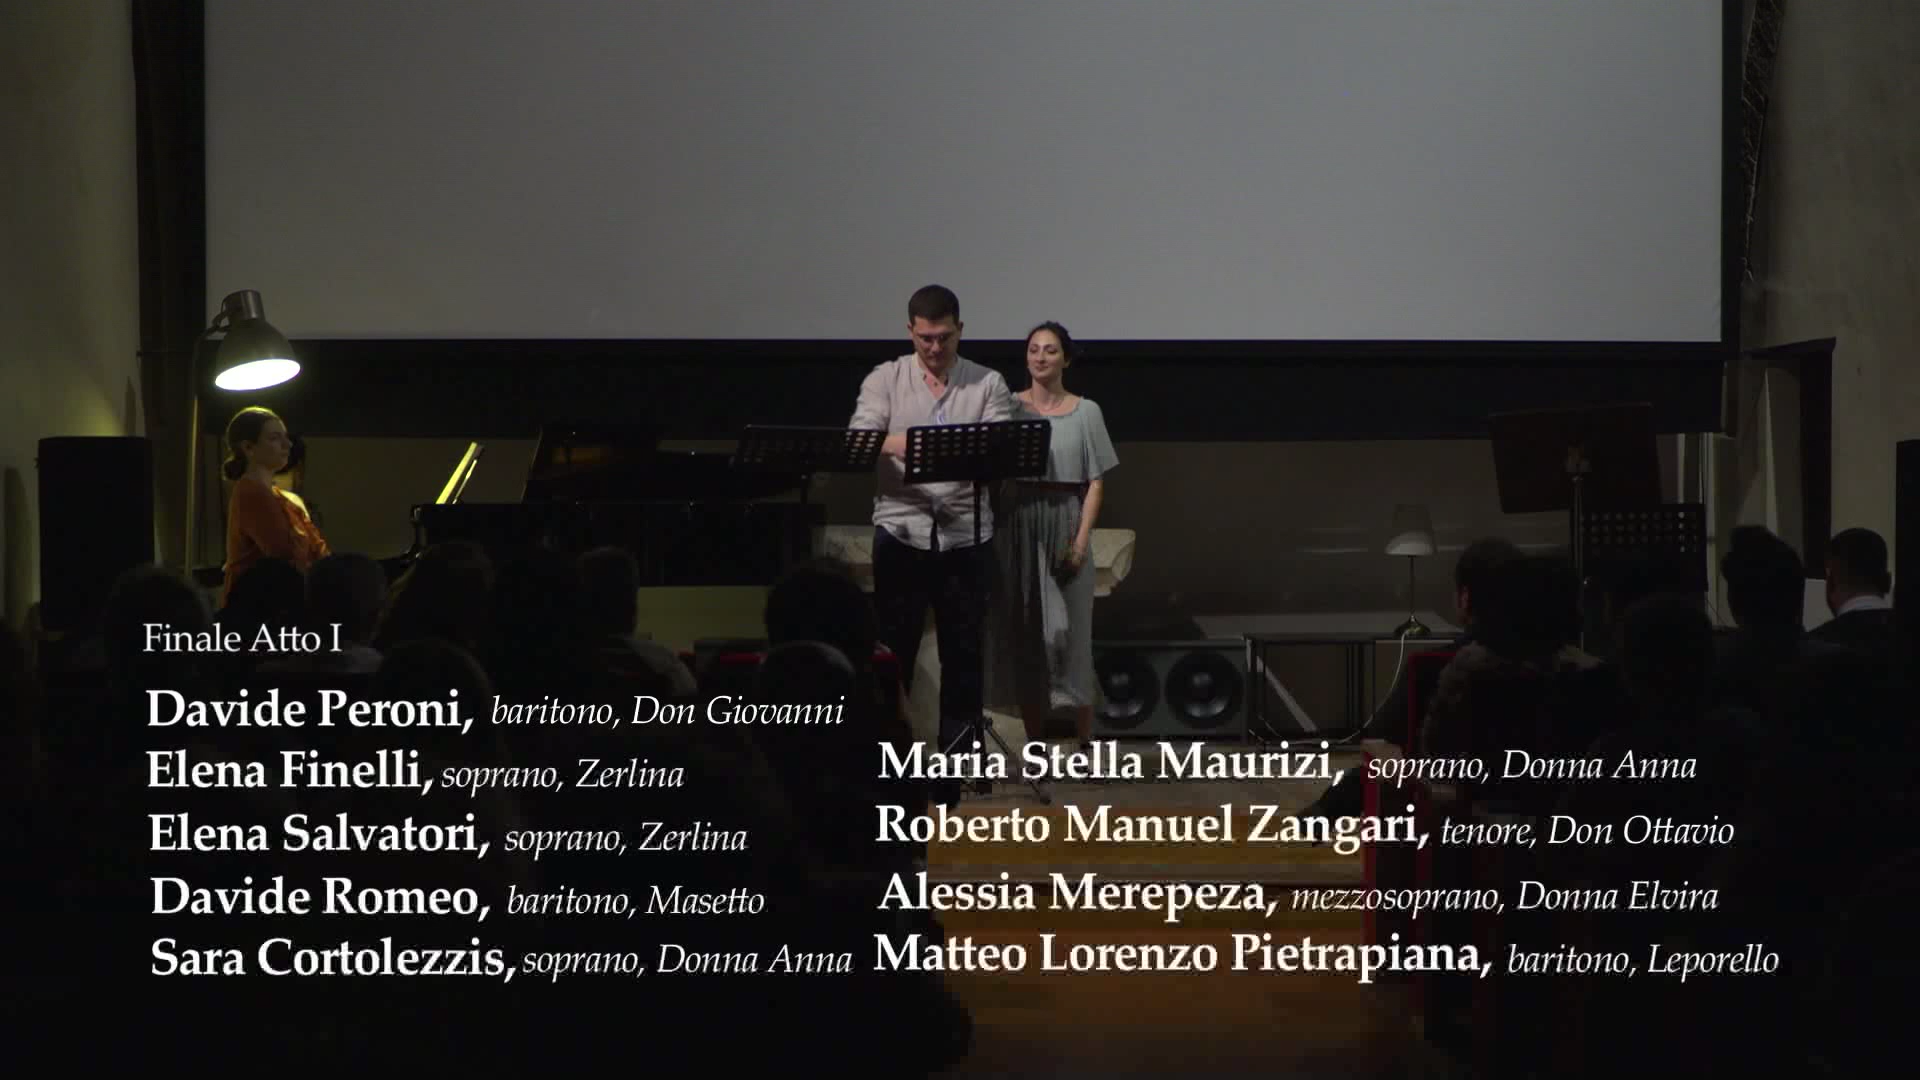 Finale Atto I
Davide Peroni, baritono, Don Giovanni
Elena Finelli, soprano, Zerlina
Elena Salvatori, soprano, Zerlina
Davide Romeo, baritono, Masetto
Sara Cortolezzis, soprano, Donna Anna
Maria Stella Maurizi, soprano, Donna Anna
Roberto Manuel Zangari, tenore, Don Ottavio
Alessia Merepeza, mezzosoprano, Donna Elvira
Matteo Lorenzo Pietrapiana, baritono, Leporello